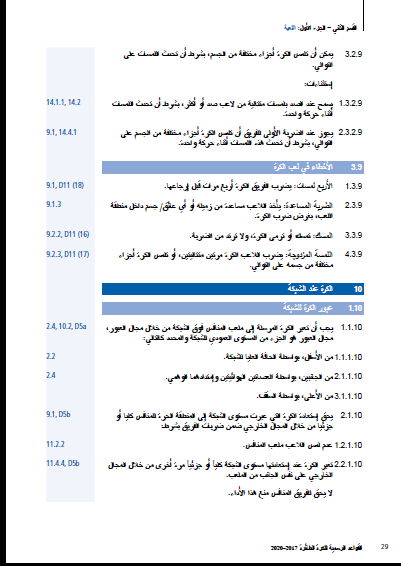 القسم الثاني – الجزء الأول: اللعبة
3.2.9 يمكن أن تلمس الكرة أجزاء مختلفة من الجسم، بشرط أن تحدث اللمسات على
التوالي.
إستثناءات:
1.3.2.9 يسمح عند الصد بلمسات متتالية من لاعب صد أو أكثر، بشرط أن تحدث اللمسات 14.1.1, 14.2
أثناء حركة واحدة.
2.3.2.9 يجوز عند الضربة الأولى للفريق أن تلمس الكرة أجزاء مختلفة من الجسم على 9.1, 14.4.1
التوالي، بشرط أن تحدث هذه اللمسات أثناء حركة واحدة.
3.9 الأخطاء في لعب الكرة
1.3.9 الأربع لمسات: يضرب الفريق الكرة أربع مرات قبل إرجاعها. 9.1, D11 (18)
2.3.9 الضربة المساعدة: يأخذ اللاعب مساعدة من زميله أو أي عائق/ جسم داخل منطقة 9.1.3
اللعب، بغرض ضرب الكرة.
3.3.9 المسك: تمسك أو ترمى الكرة، ولا ترتد من الضربة. 9.2.2, D11 (16)
4.3.9 اللمسة المزدوجة: يضرب اللاعب الكرة مرتين متتاليتين، أو تلمس الكرة أجزاء 9.2.3, D11 (17)
مختلفة من جسمه على التوالي.
10 الكرة عند الشبكة
1.10 عبور الكرة للشبكة
1.1.10 يجب أن تعبر الكرة المرسلة إلى ملعب المنافس فوق الشبكة من خلال مجال العبور، 2.4, 10.2, D5a
مجال العبور هو الجزء من المستوى العمودي للشبكة والمحدد كالتالي:
1.1.1.10 من الأسفل، بواسطة الحافة العليا للشبكة. 2.2
2.1.1.10 من الجانبين، بواسطة العصاتين الهوائيتين وإمتدادهما الوهمي. 2.4
3.1.1.10 من الأعلى، بواسطة السقف.
2.1.10 يحق إستعادة الكرة التي عبرت مستوى الشبكة إلى المنطقة الحرة للمنافس كليا أو 9.1, D5b
جزئياً من خلال المجال الخارجي ضمن ضربات الفريق بشرط:
1.2.1.10 عدم لمس اللاعب ملعب المنافس. 11.2.2
2.2.1.10 تعبر الكرة عند إستعادتها مستوى الشبكة كلياً أو جزئياً مرة أخرى من خلال المجال 11.4.4, D5b
الخارجي على نفس الجانب من الملعب.
لا يحق للفريق المنافس منع هذا الأداء.
القواعد الرسمية للكرة الطائرة 2017-2020 29